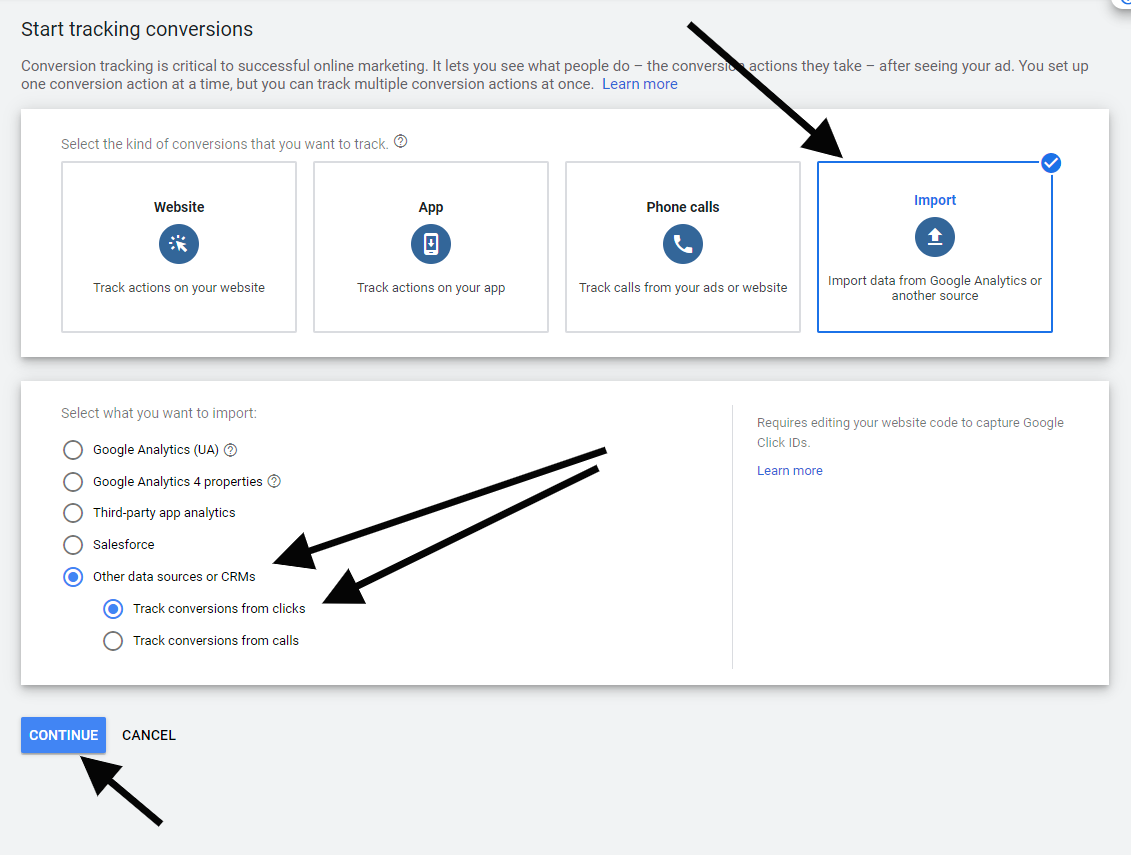 Start tracking conversions
Conversion tracking is critical to successful online marketing. It lets you see what people do – the conversion actions they take – after seeing your ad. You set up
one conversion action at a time, but you can track multiple conversion actions at once. Learn more
Select the kind of conversions that you want to track.
Website
Track actions on your website
App
Track actions on your app
Phone calls
Track calls from your ads or website
Import
Import data from Google Analytics or
another source
Select what you want to import:
Google Analytics (UA)
Google Analytics 4 properties
Third-party app analytics
Salesforce
Other data sources or CRMs
Track conversions from clicks
Track conversions from calls
Requires editing your website code to capture Google
Click IDs.
Learn more
CONTINUE
CANCEL